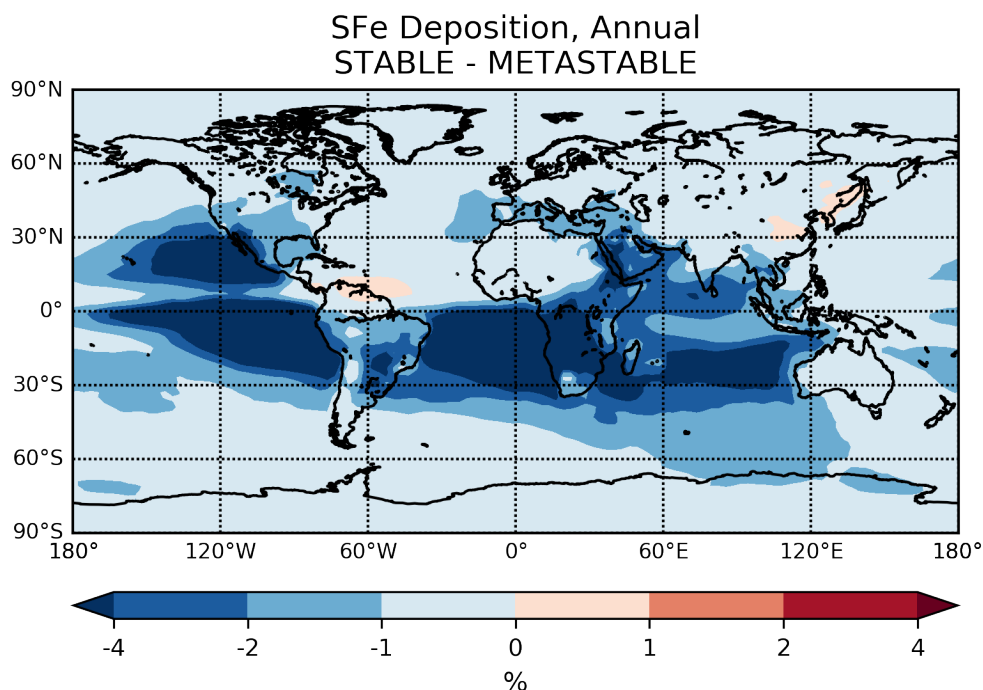 SFe Deposition, Annual
STABLE - METASTABLE
90°N
60°N
30°N
0°
30°S
60°S
90°S
180° 120°W 60°W 0° 60°E 120°E 180°
-4 -2 -1 0 1 2 4
%